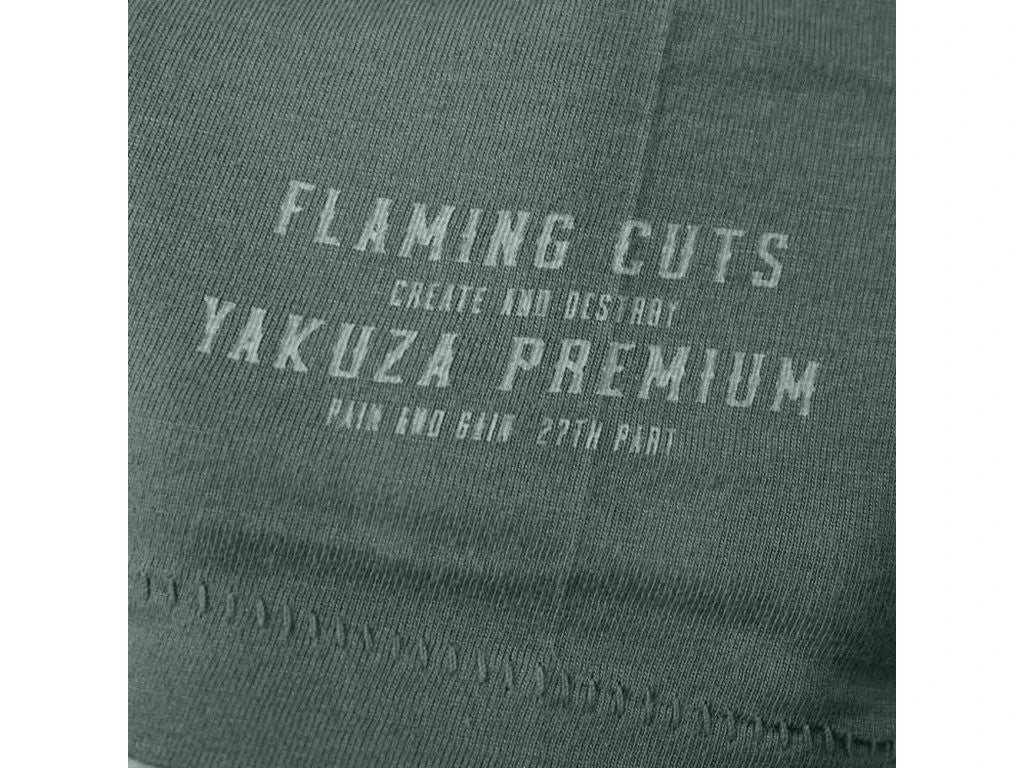 FLAMING CUTS
CREATE AND DESTROY
YAKUZA PREMIUM
PAIN AND GAIN 27TH PART